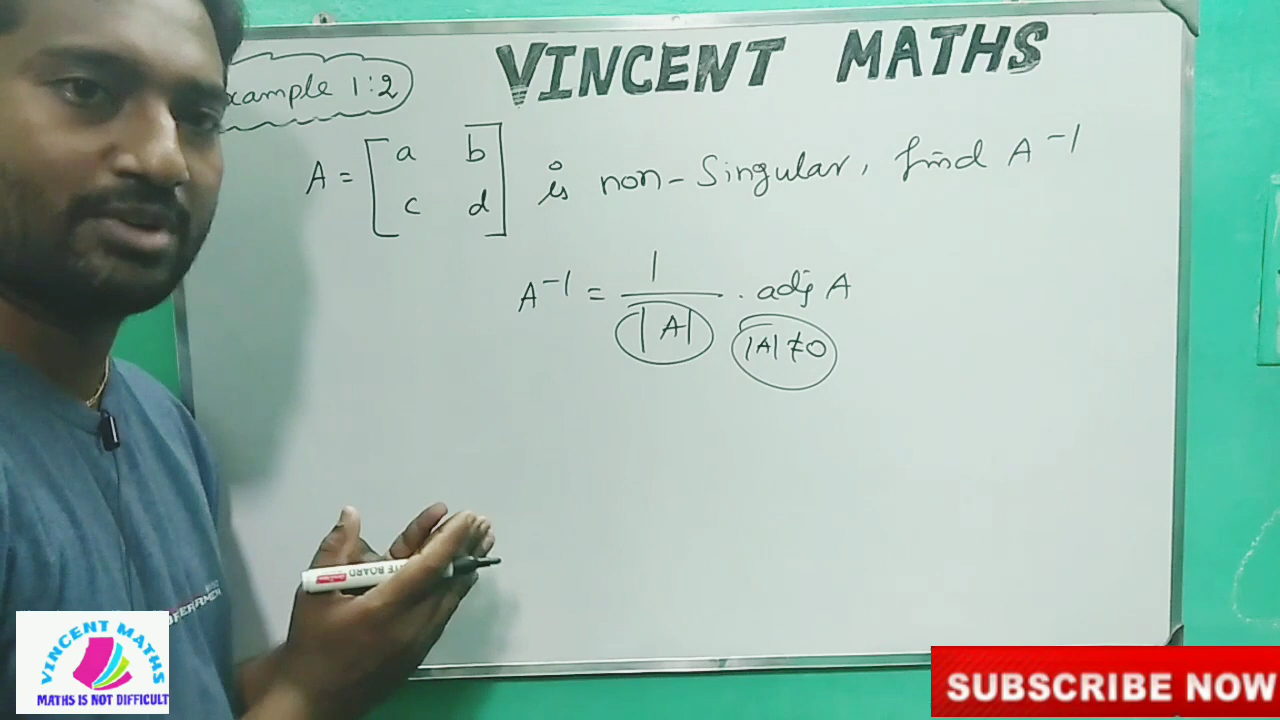 VINCENT MATHS
xample 1:2
A = [ a b
c d ] is non-Singular, find A⁻¹
A⁻¹ = 1 / |A| . adj A
|A| ≠ 0
VINCENT MATHS
MATHS IS NOT DIFFICULT
SUBSCRIBE NOW